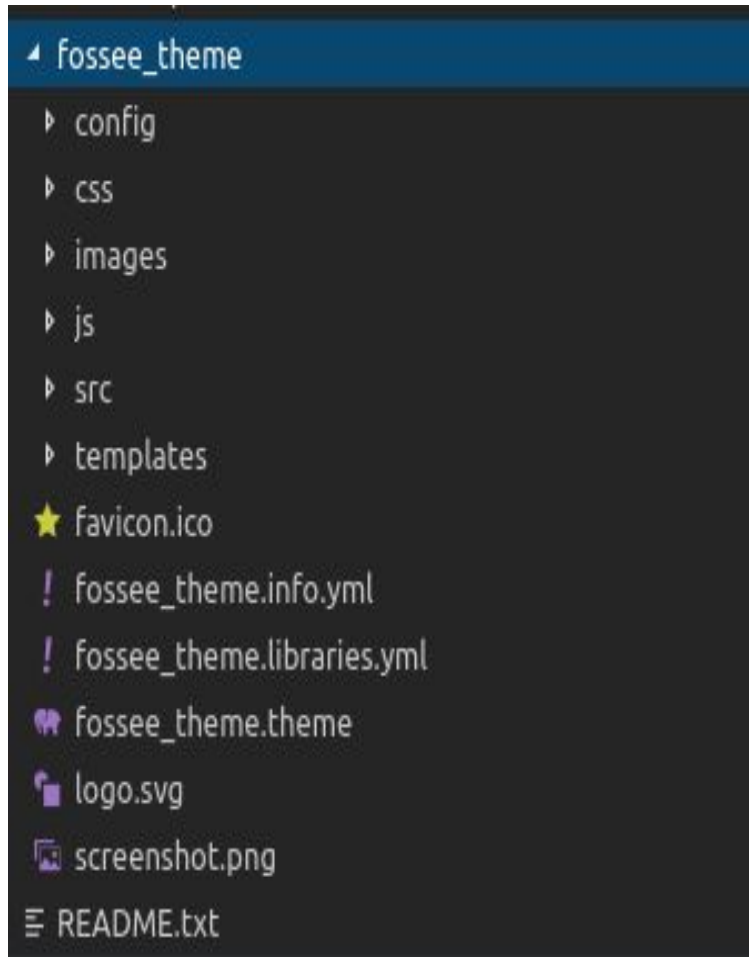 fossee_theme
config
css
images
js
src
templates
favicon.ico
fossee_theme.info.yml
fossee_theme.libraries.yml
fossee_theme.theme
logo.svg
screenshot.png
README.txt